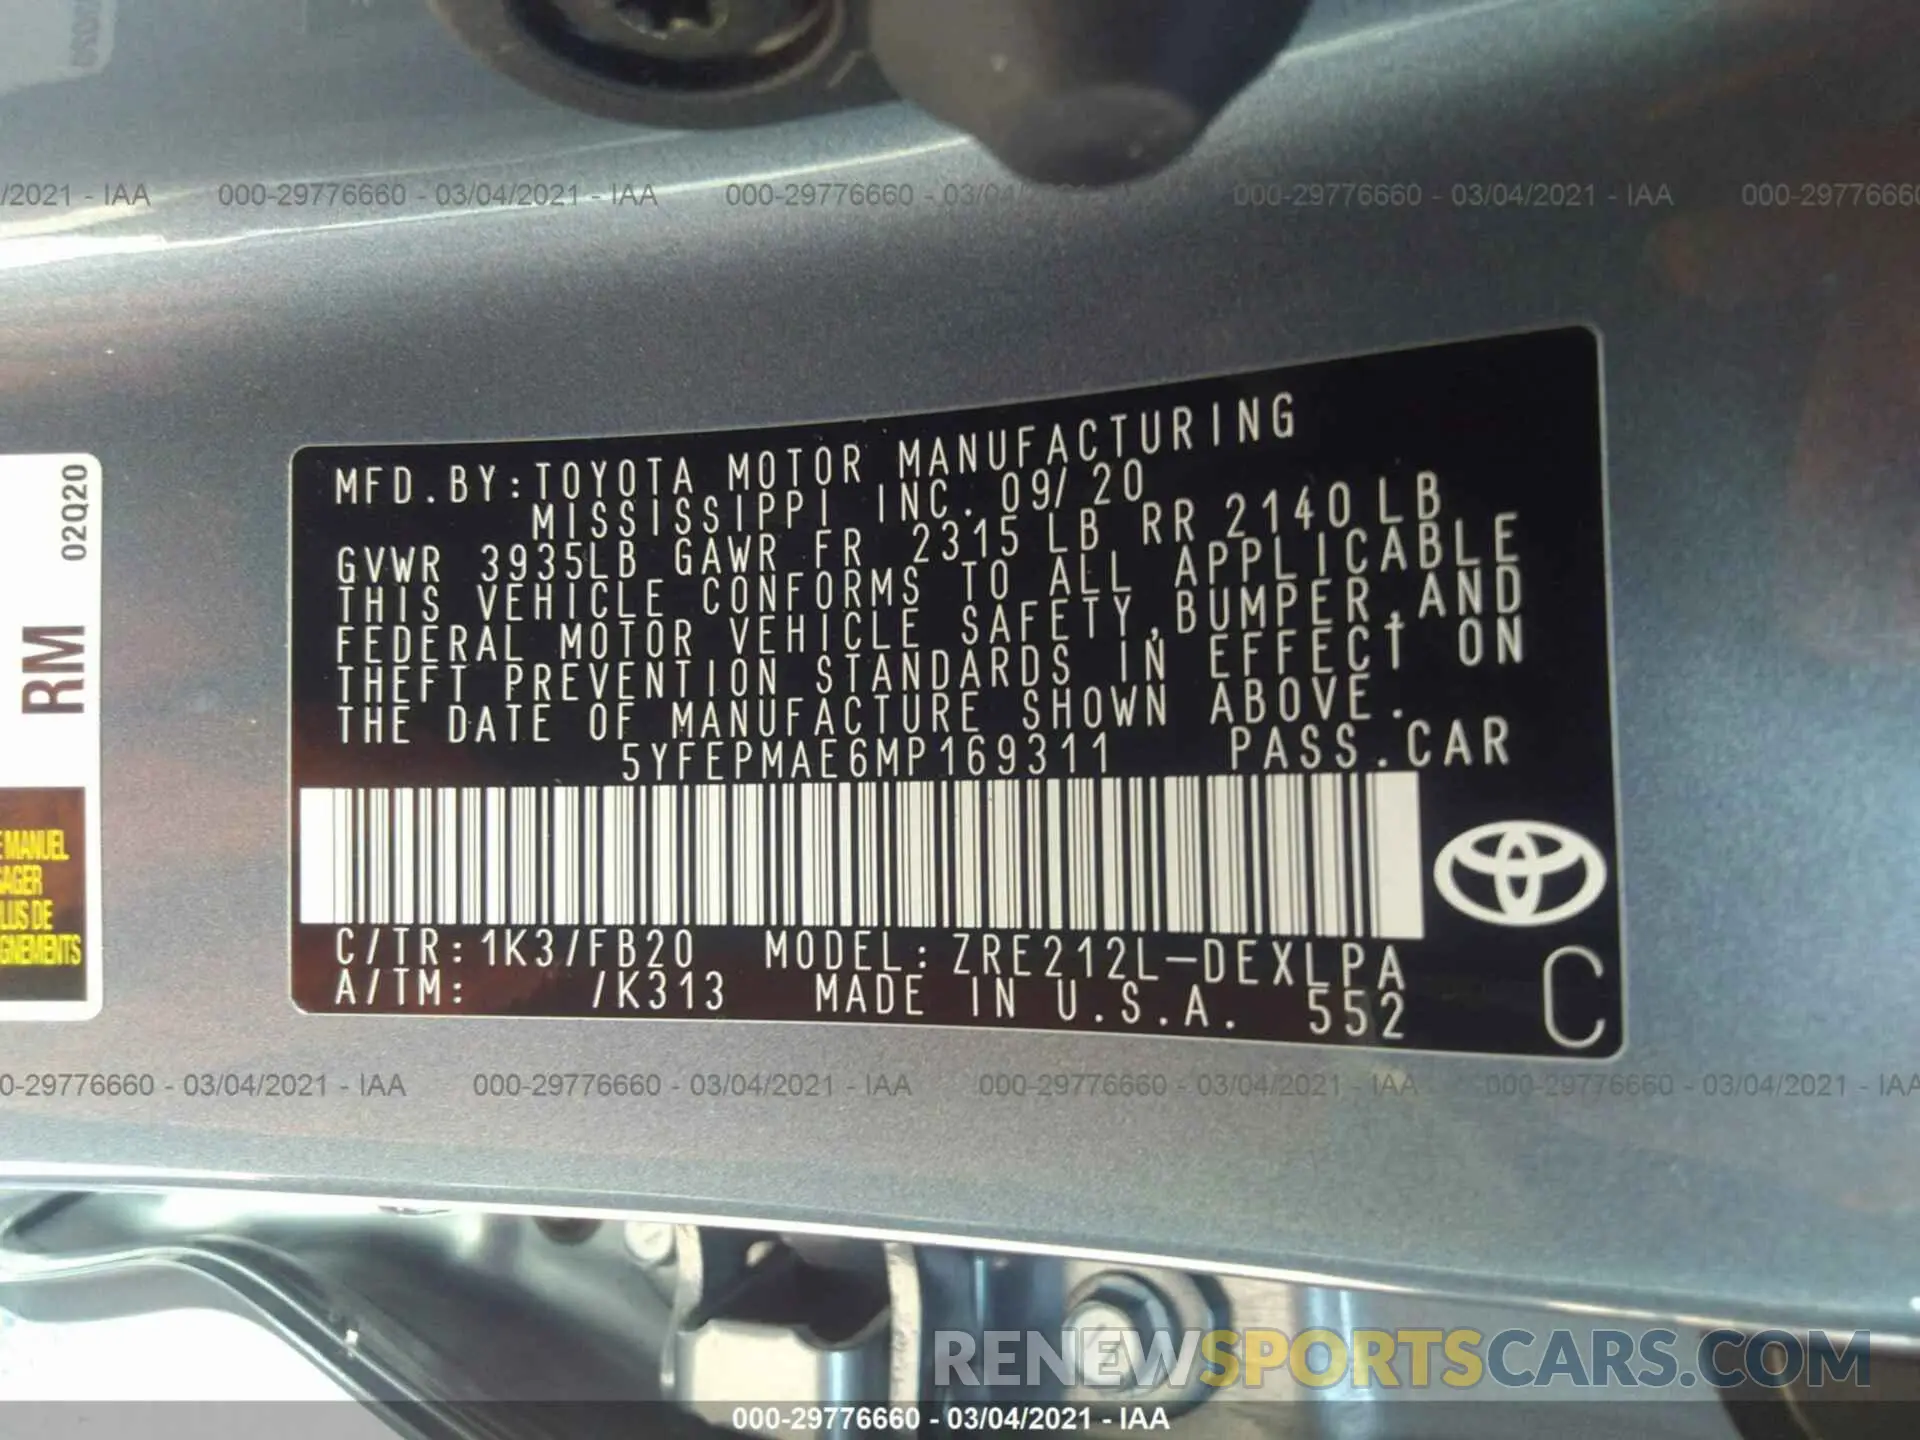 /2021 - IAA 000-29776660 - 03/04/2021 - IAA 000-29776660 - 03/04/2021 - IAA 000-29776660 - 03/04/2021 - IAA 000-29776660
02Q20
RM
E MANUEL
SAGER
LUS DE
GNEMENTS
MFD.BY:TOYOTA MOTOR MANUFACTURING
MISSISSIPPI INC. 09/20
GVWR 3935LB GAWR FR 2315 LB RR 2140 LB
THIS VEHICLE CONFORMS TO ALL APPLICABLE
FEDERAL MOTOR VEHICLE SAFETY,BUMPER,AND
THEFT PREVENTION STANDARDS IN EFFECT ON
THE DATE OF MANUFACTURE SHOWN ABOVE.
5YFEPMAE6MP169311 PASS.CAR
C/TR:1K3/FB20 MODEL:ZRE212L-DEXLPA
A/TM: /K313 MADE IN U.S.A. 552
C
0-29776660 - 03/04/2021 - IAA 000-29776660 - 03/04/2021 - IAA 000-29776660 - 03/04/2021 - IAA 000-29776660 - 03/04/2021 - IAA
RENEWSPORTSCARS.COM
000-29776660 - 03/04/2021 - IAA